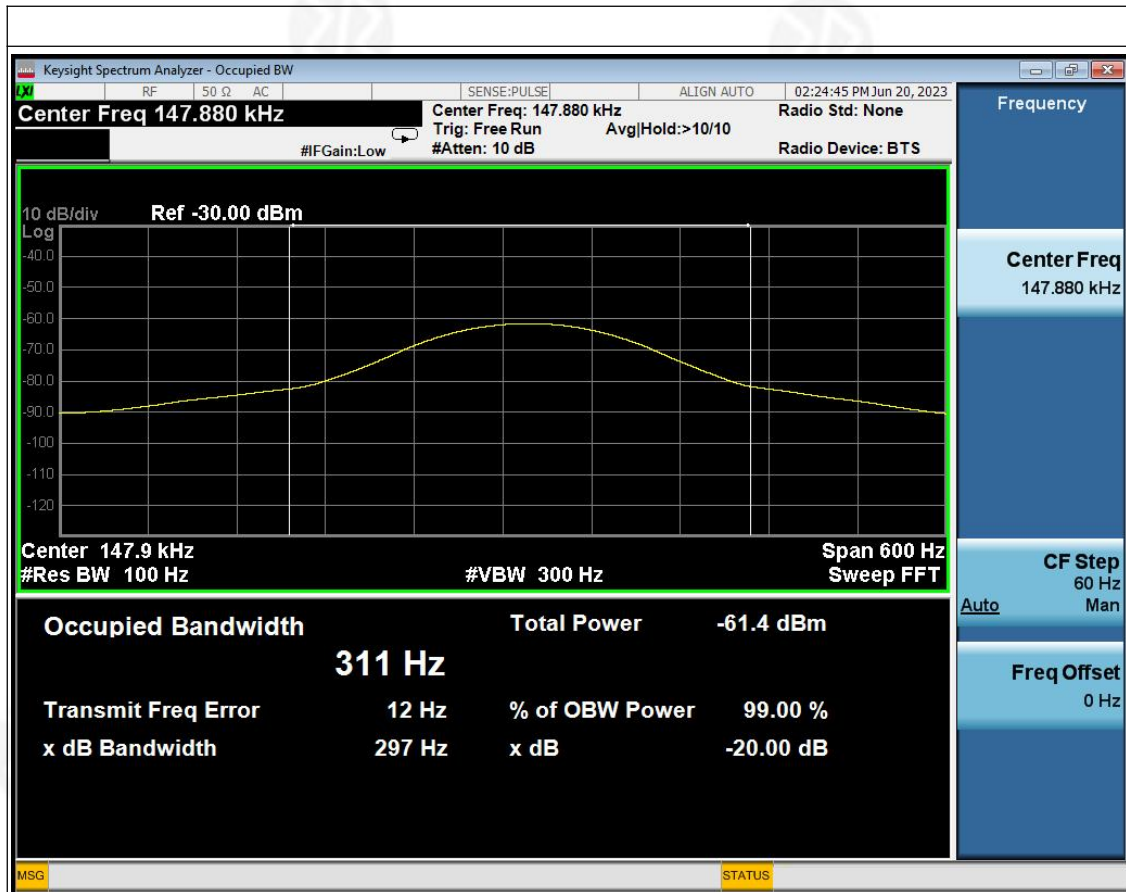 Keysight Spectrum Analyzer - Occupied BW
LXI RF 50 Ω AC SENSE:PULSE ALIGN AUTO 02:24:45 PM Jun 20, 2023
Center Freq 147.880 kHz
#IFGain:Low
Center Freq: 147.880 kHz
Trig: Free Run Avg|Hold:>10/10
#Atten: 10 dB
Radio Std: None
Radio Device: BTS
10 dB/div Ref -30.00 dBm
Log
-40.0
-50.0
-60.0
-70.0
-80.0
-90.0
-100
-110
-120
Center 147.9 kHz Span 600 Hz
#Res BW 100 Hz #VBW 300 Hz Sweep FFT
Occupied Bandwidth Total Power -61.4 dBm
311 Hz
Transmit Freq Error 12 Hz % of OBW Power 99.00 %
x dB Bandwidth 297 Hz x dB -20.00 dB
Frequency
Center Freq
147.880 kHz
CF Step
60 Hz
Auto Man
Freq Offset
0 Hz
MSG STATUS